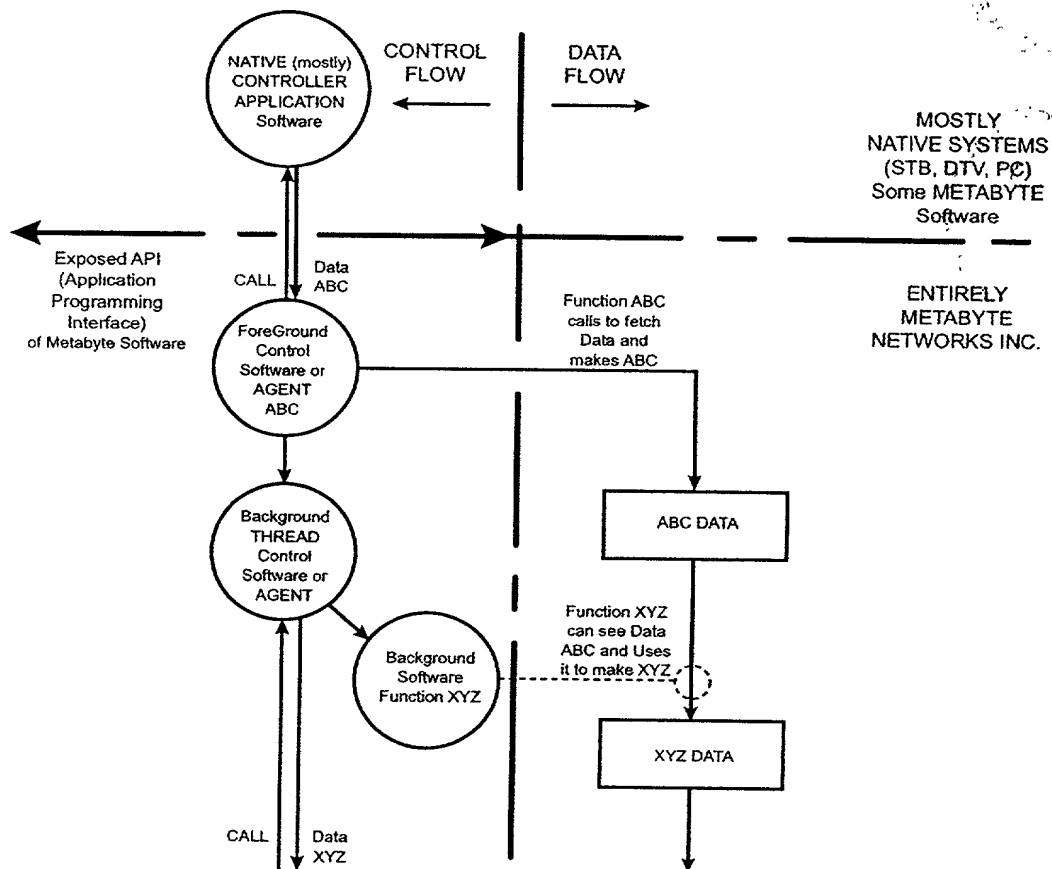 NATIVE (mostly)
CONTROLLER
APPLICATION
Software
CONTROL
FLOW
DATA
FLOW
MOSTLY
NATIVE SYSTEMS
(STB, DTV, PC)
Some METABYTE
Software
Exposed API
(Application
Programming
Interface)
of Metabyte Software
CALL
Data
ABC
ENTIRELY
METABYTE
NETWORKS INC.
Function ABC
calls to fetch
Data and
makes ABC
ForeGround
Control
Software or
AGENT
ABC
Background
THREAD
Control
Software or
AGENT
ABC DATA
Function XYZ
can see Data
ABC and Uses
it to make XYZ
Background
Software
Function XYZ
XYZ DATA
CALL
Data
XYZ